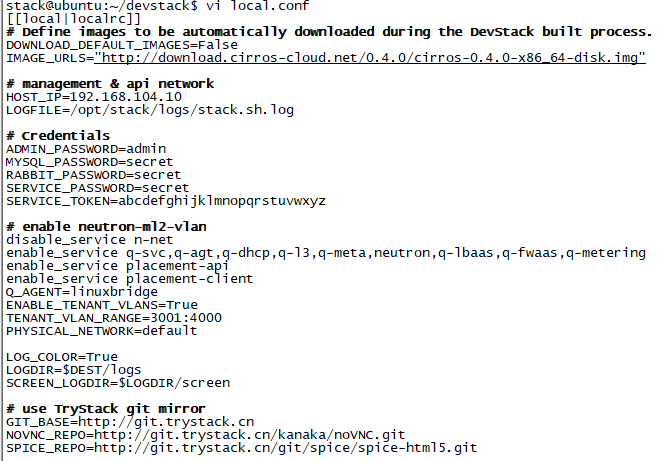 stack@ubuntu:~/devstack$ vi local.conf
[[local|localrc]]
# Define images to be automatically downloaded during the DevStack built process.
DOWNLOAD_DEFAULT_IMAGES=False
IMAGE_URLS="http://download.cirros-cloud.net/0.4.0/cirros-0.4.0-x86_64-disk.img"
# management & api network
HOST_IP=192.168.104.10
LOGFILE=/opt/stack/logs/stack.sh.log
# Credentials
ADMIN_PASSWORD=admin
MYSQL_PASSWORD=secret
RABBIT_PASSWORD=secret
SERVICE_PASSWORD=secret
SERVICE_TOKEN=abcdefghijklmnopqrstuvwxyz
# enable neutron-ml2-vlan
disable_service n-net
enable_service q-svc,q-agt,q-dhcp,q-l3,q-meta,neutron,q-lbaas,q-fwaas,q-metering
enable_service placement-api
enable_service placement-client
Q_AGENT=linuxbridge
ENABLE_TENANT_VLANS=True
TENANT_VLAN_RANGE=3001:4000
PHYSICAL_NETWORK=default
LOG_COLOR=True
LOGDIR=$DEST/logs
SCREEN_LOGDIR=$LOGDIR/screen
# use TryStack git mirror
GIT_BASE=http://git.trystack.cn
NOVNC_REPO=http://git.trystack.cn/kanaka/noVNC.git
SPICE_REPO=http://git.trystack.cn/git/spice/spice-html5.git